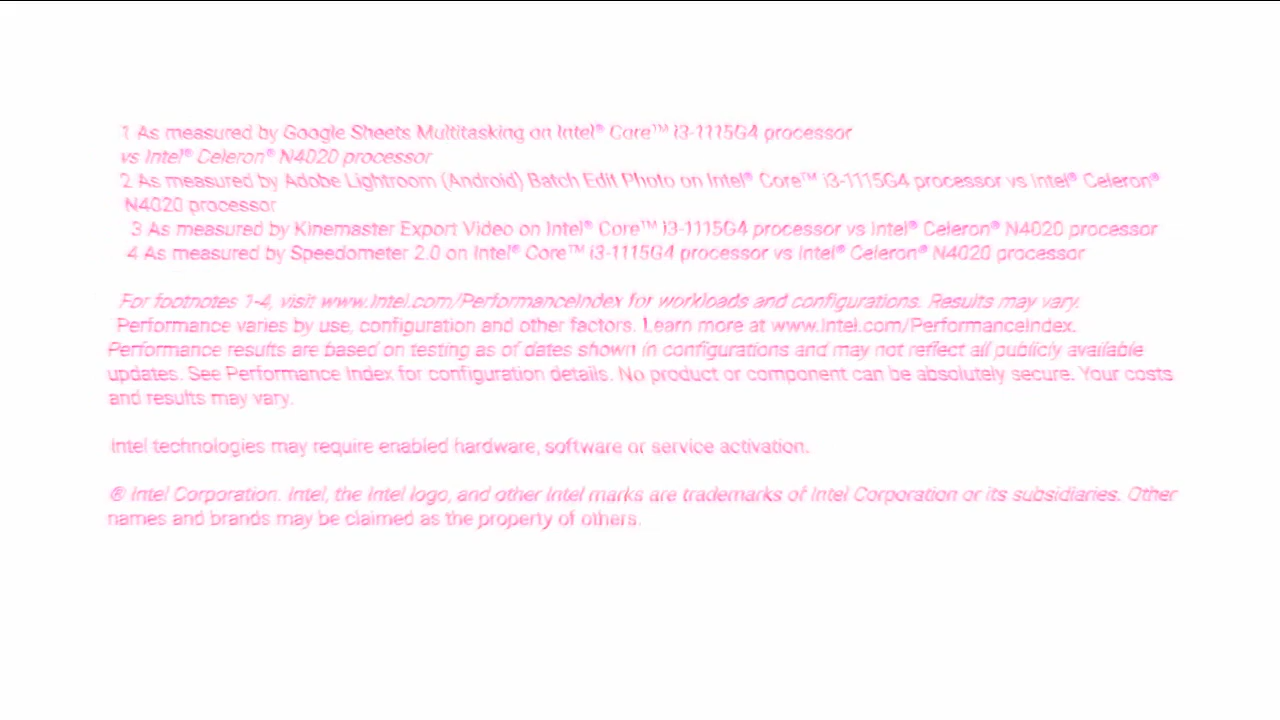 1 As measured by Google Sheets Multitasking on Intel® Core™ i3-1115G4 processor
vs Intel® Celeron® N4020 processor
2 As measured by Adobe Lightroom (Android) Batch Edit Photo on Intel® Core™ i3-1115G4 processor vs Intel® Celeron®
N4020 processor
3 As measured by Kinemaster Export Video on Intel® Core™ i3-1115G4 processor vs Intel® Celeron® N4020 processor
4 As measured by Speedometer 2.0 on Intel® Core™ i3-1115G4 processor vs Intel® Celeron® N4020 processor
For footnotes 1-4, visit www.Intel.com/PerformanceIndex for workloads and configurations. Results may vary.
Performance varies by use, configuration and other factors. Learn more at www.Intel.com/PerformanceIndex.
Performance results are based on testing as of dates shown in configurations and may not reflect all publicly available
updates. See Performance Index for configuration details. No product or component can be absolutely secure. Your costs
and results may vary.
Intel technologies may require enabled hardware, software or service activation.
® Intel Corporation. Intel, the Intel logo, and other Intel marks are trademarks of Intel Corporation or its subsidiaries. Other
names and brands may be claimed as the property of others.